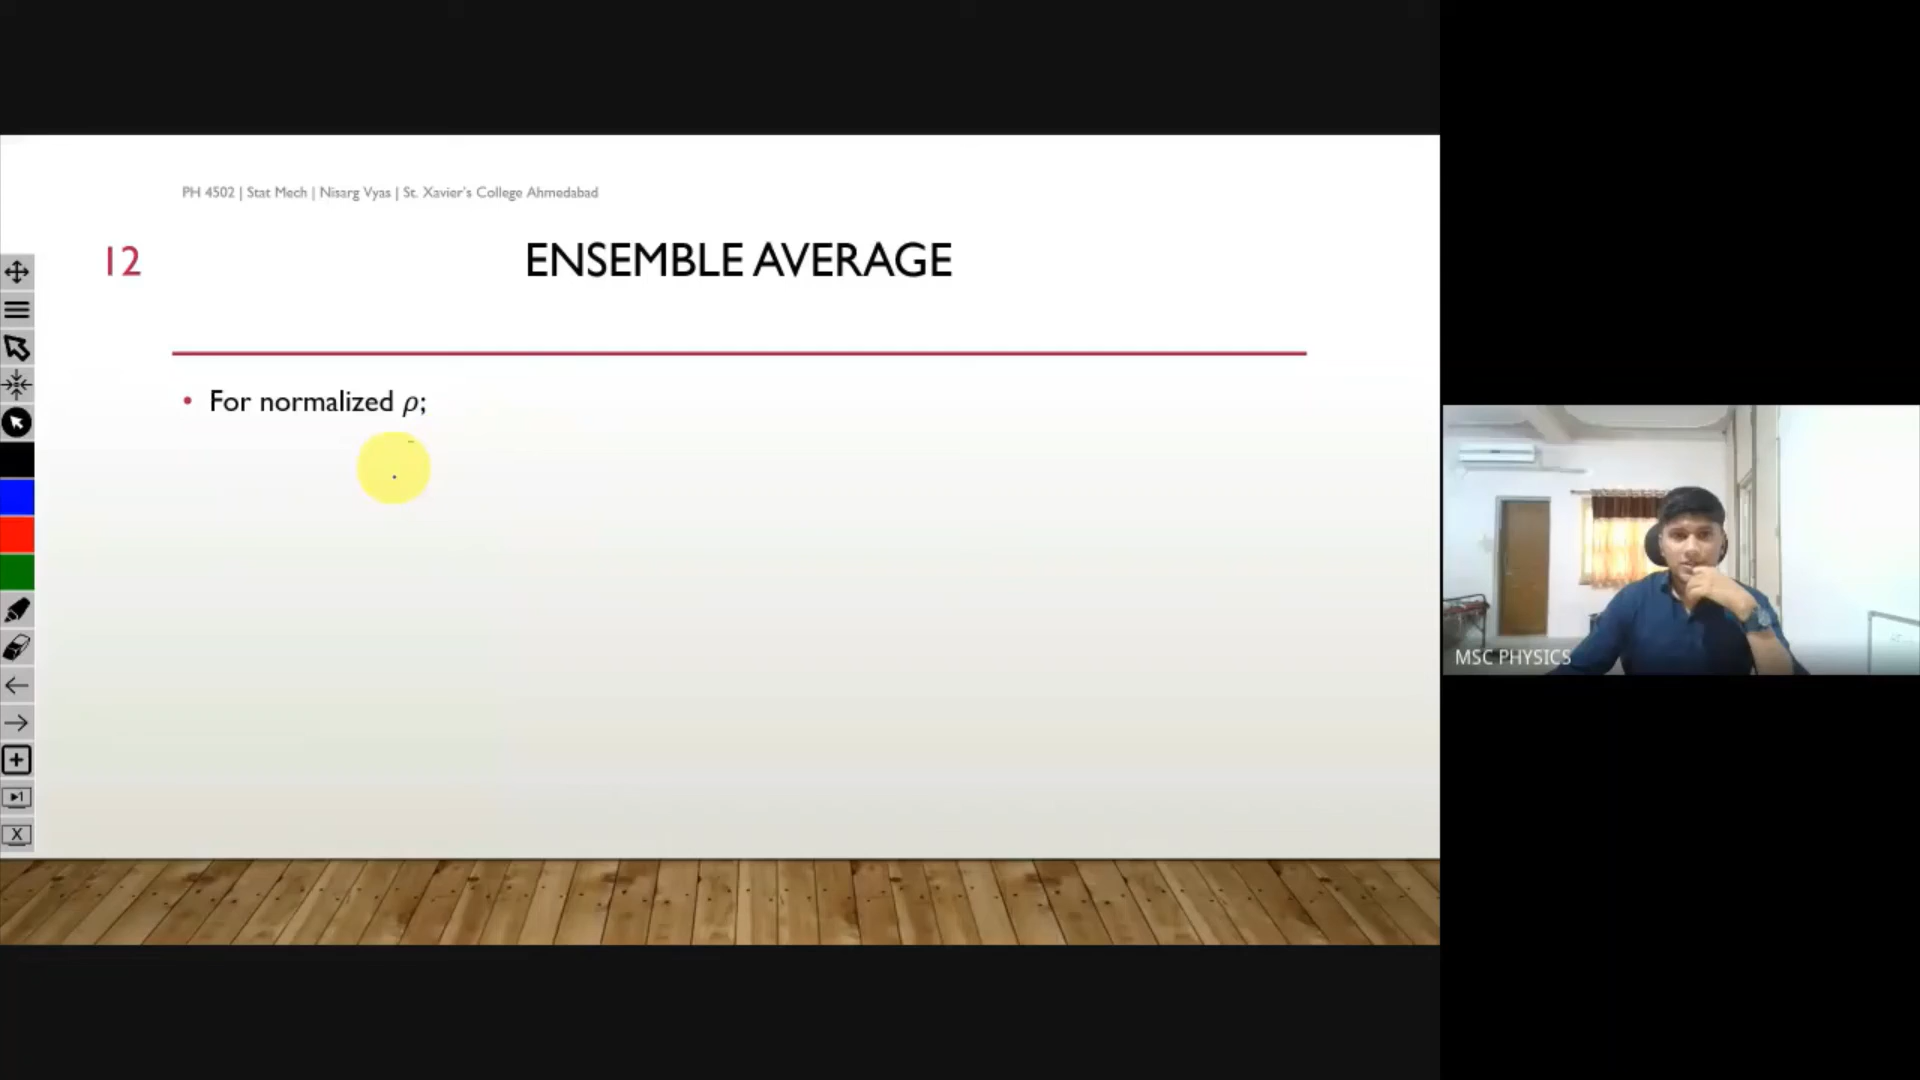 PH 4502 | Stat Mech | Nisarg Vyas | St. Xavier's College Ahmedabad
12
ENSEMBLE AVERAGE
• For normalized ρ;
MSC PHYSICS